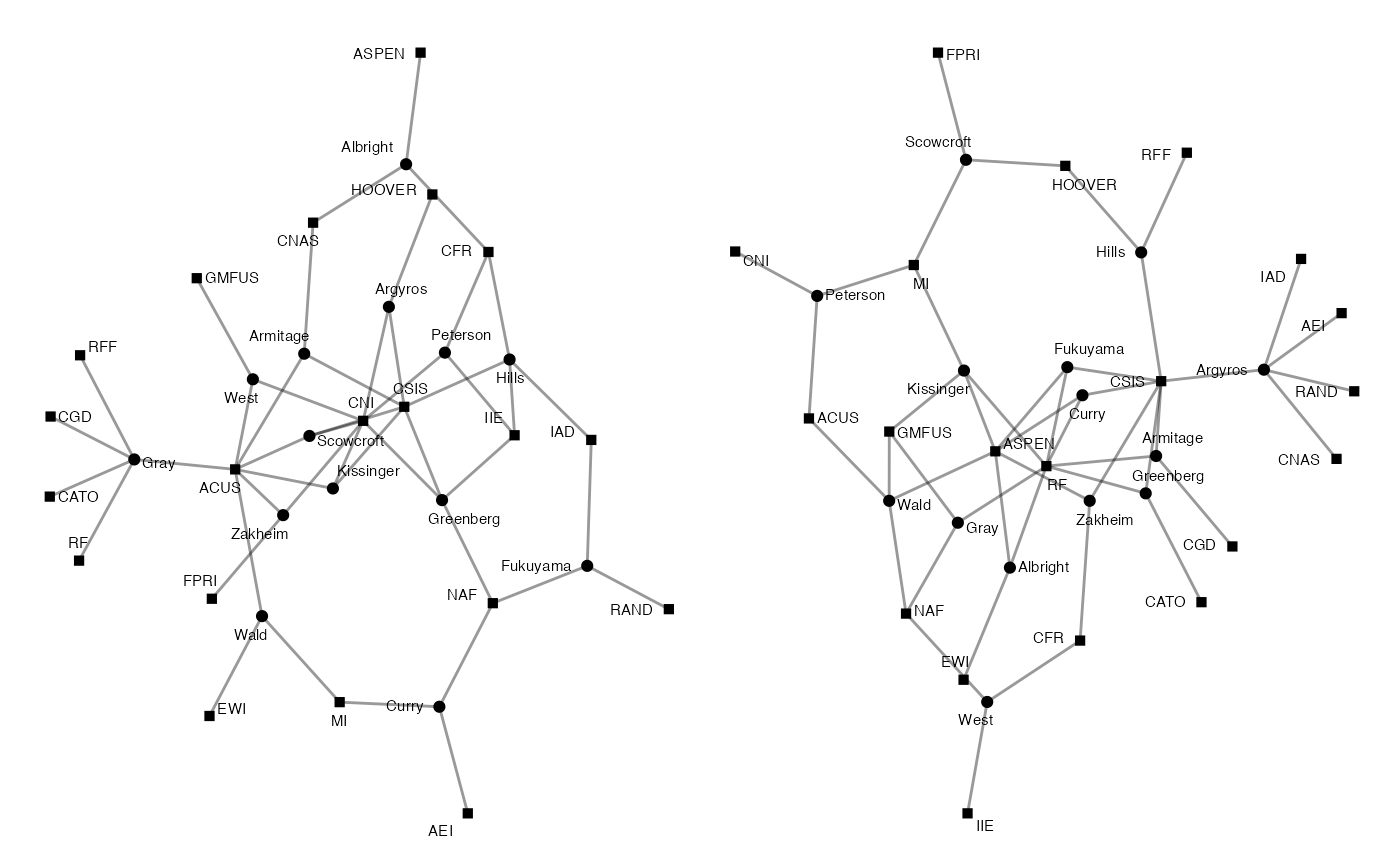 ASPEN
Albright
HOOVER
CNAS
CFR
GMFUS
Argyros
Armitage
Peterson
RFF
Hills
West
CSIS
CNI
CGD
IIE
Scowcroft
IAD
Gray
Kissinger
ACUS
CATO
Greenberg
Zakheim
RF
Fukuyama
FPRI
NAF
RAND
Wald
EWI
MI
Curry
AEI
FPRI
Scowcroft
RFF
HOOVER
Hills
CNI
IAD
MI
Peterson
AEI
Fukuyama
Argyros
CSIS
Kissinger
RAND
Curry
ACUS
GMFUS
ASPEN
Armitage
CNAS
Greenberg
RF
Wald
Zakheim
Gray
CGD
Albright
CATO
NAF
CFR
EWI
West
IIE